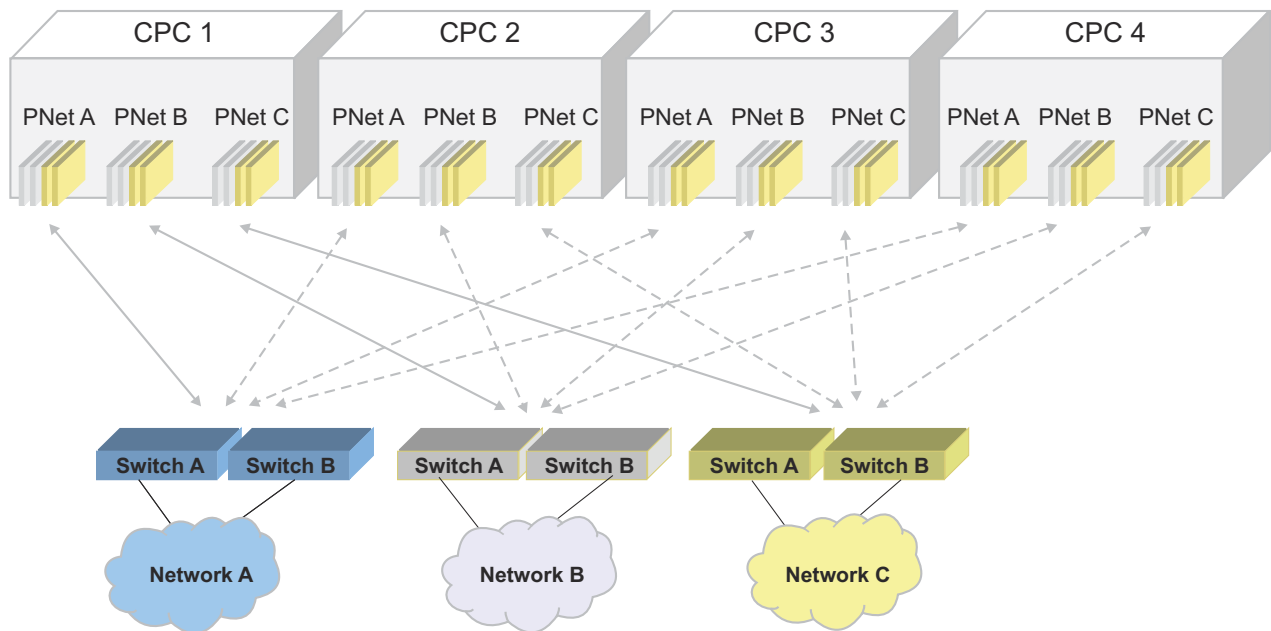 CPC 1
CPC 2
CPC 3
CPC 4
PNet A PNet B PNet C
PNet A PNet B PNet C
PNet A PNet B PNet C
PNet A PNet B PNet C
Switch A Switch B
Switch A Switch B
Switch A Switch B
Network A
Network B
Network C